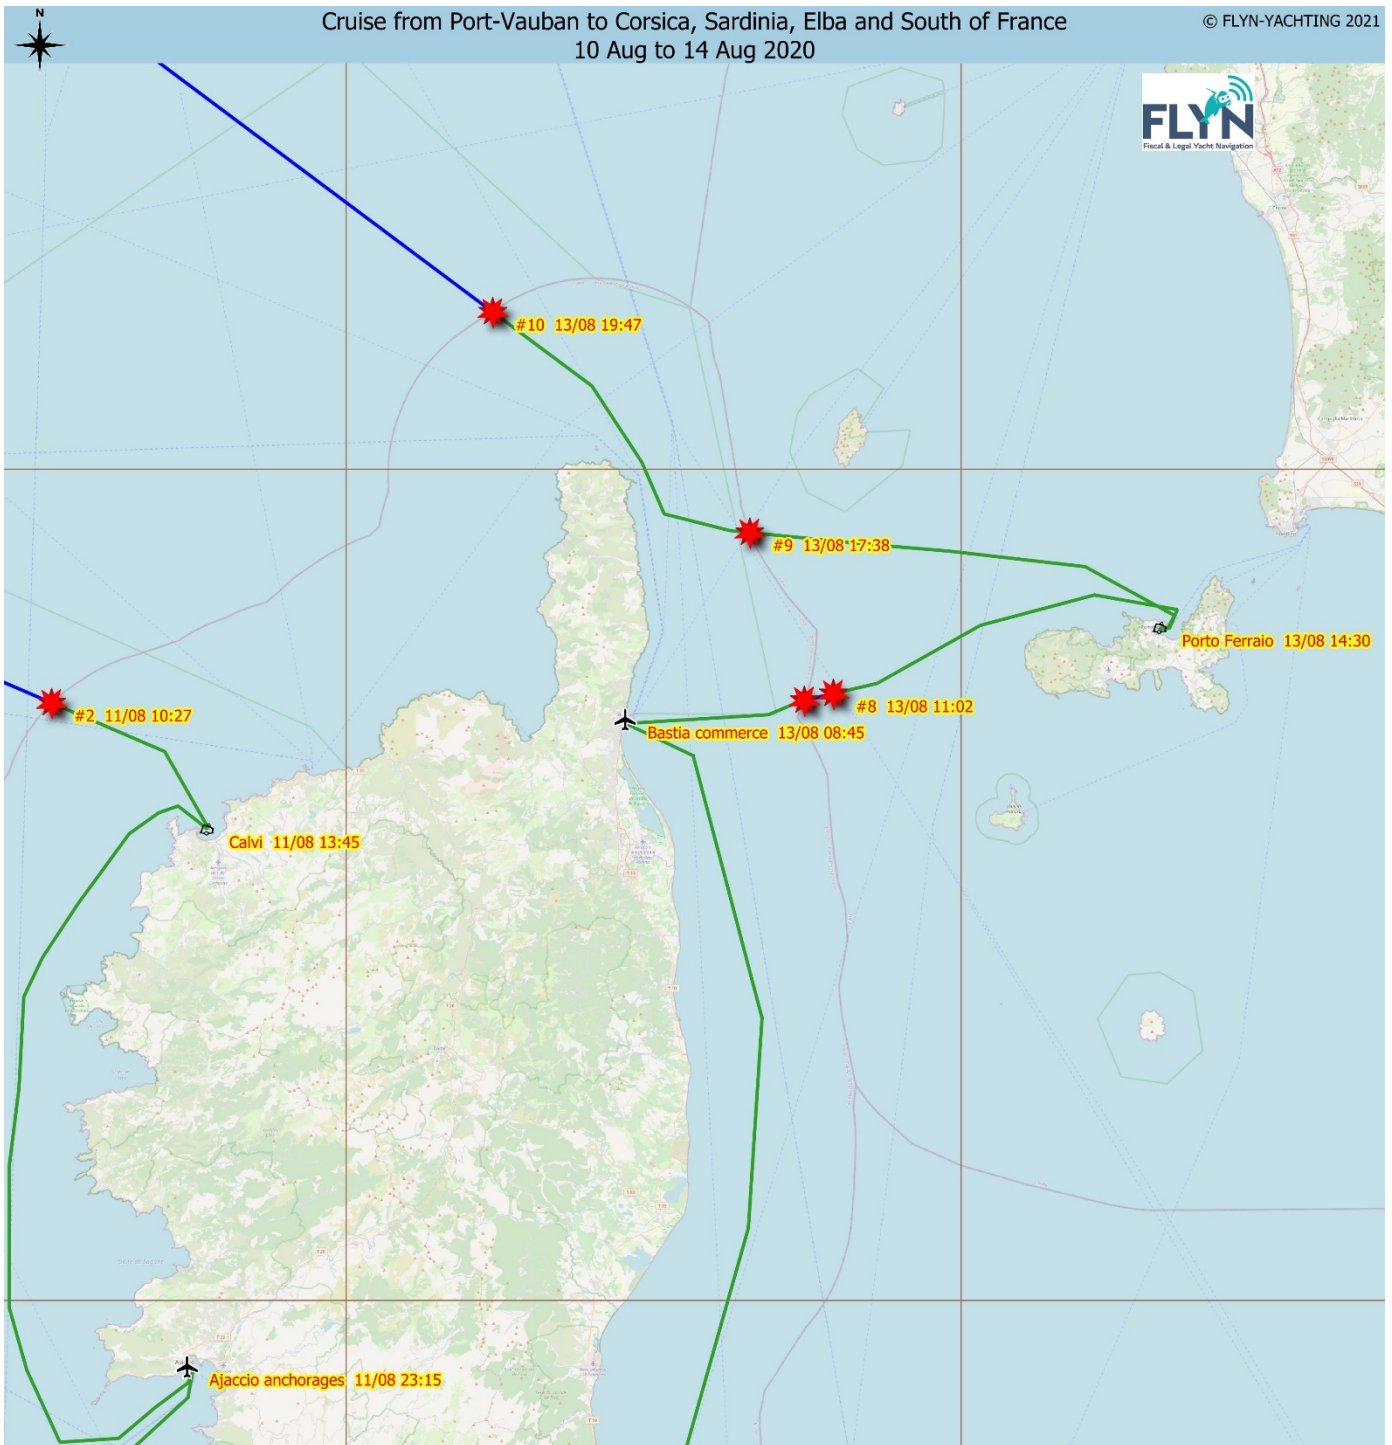 N
Cruise from Port-Vauban to Corsica, Sardinia, Elba and South of France
10 Aug to 14 Aug 2020
© FLYN-YACHTING 2021
FLYN
Fiscal & Legal Yacht Navigation
#10 13/08 19:47
#9 13/08 17:38
Porto Ferraio 13/08 14:30
#8 13/08 11:02
#2 11/08 10:27
Bastia commerce 13/08 08:45
Calvi 11/08 13:45
Ajaccio anchorages 11/08 23:15